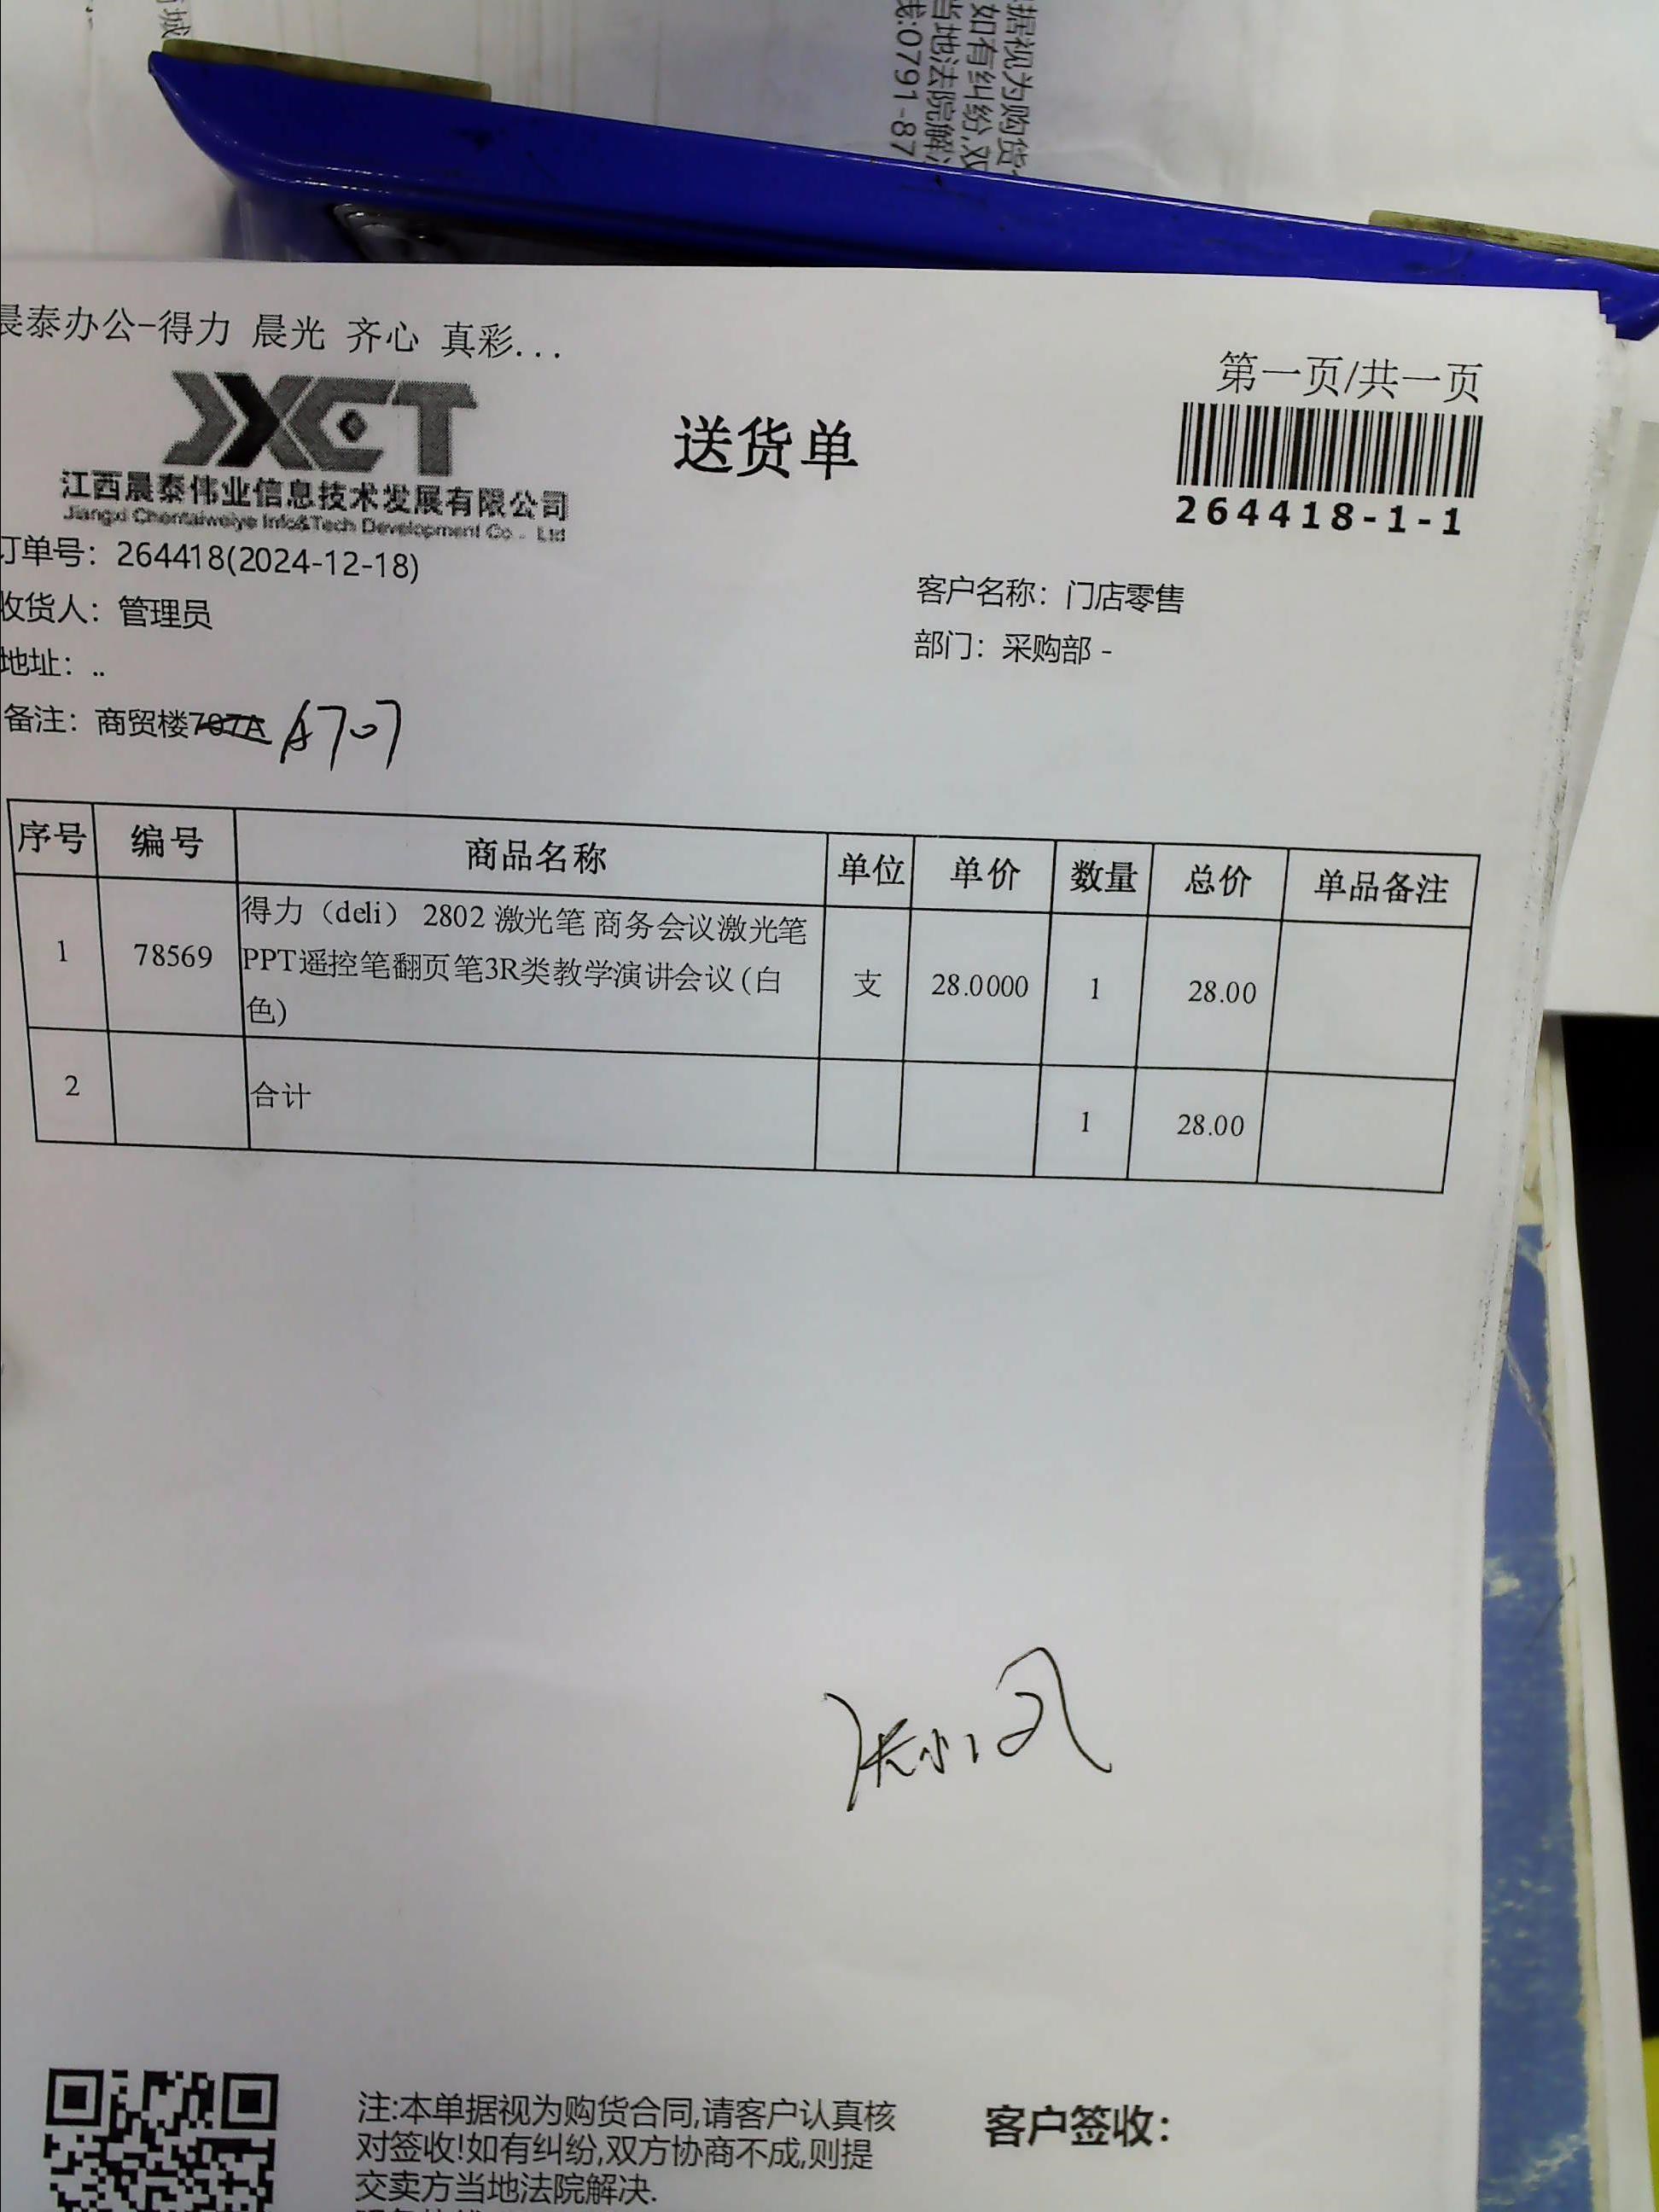 据视为购货
如有纠纷,双
当地法院解决
:0791-87
晨泰办公-得力 晨光 齐心 真彩...
第一页/共一页
JXCT
送货单
264418-1-1
江西晨泰伟业信息技术发展有限公司
Jiangxi Chentaiweiye Info&Tech Development Co., Ltd
订单号：264418(2024-12-18)
客户名称：门店零售
收货人：管理员
部门：采购部 -
地址：..
备注：商贸楼707A A707
序号 编号 商品名称 单位 单价 数量 总价 单品备注
1 78569 得力（deli） 2802 激光笔 商务会议激光笔
PPT遥控笔翻页笔3R类教学演讲会议(白
色) 支 28.0000 1 28.00
2 合计 1 28.00
张小凤
注:本单据视为购货合同,请客户认真核
对签收!如有纠纷,双方协商不成,则提
交卖方当地法院解决.
客户签收：